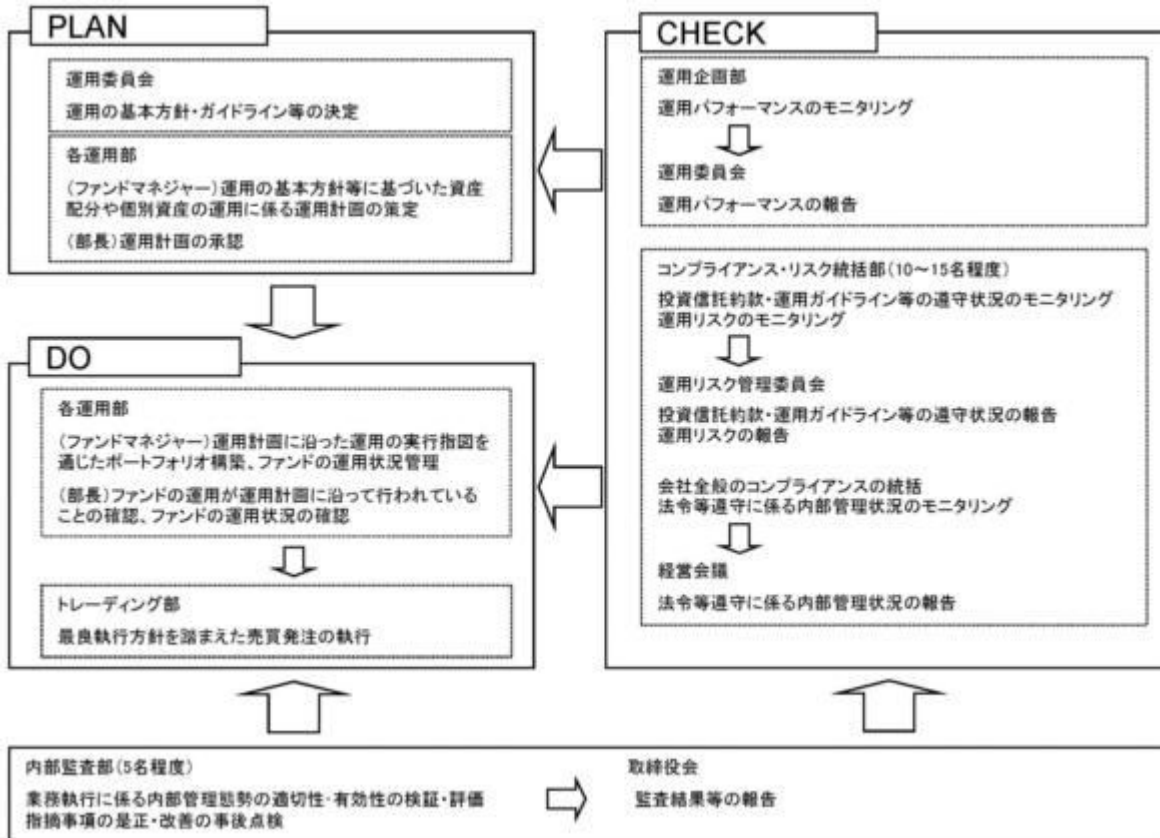 PLAN
運用委員会
運用の基本方針・ガイドライン等の決定
各運用部
(ファンドマネジャー)運用の基本方針等に基づいた資産
配分や個別資産の運用に係る運用計画の策定
(部長)運用計画の承認
DO
各運用部
(ファンドマネジャー)運用計画に沿った運用の実行指図を
通じたポートフォリオ構築、ファンドの運用状況管理
(部長)ファンドの運用が運用計画に沿って行われている
ことの確認、ファンドの運用状況の確認
トレーディング部
最良執行方針を踏まえた売買発注の執行
CHECK
運用企画部
運用パフォーマンスのモニタリング
運用委員会
運用パフォーマンスの報告
コンプライアンス・リスク統括部(10～15名程度)
投資信託約款・運用ガイドライン等の遵守状況のモニタリング
運用リスクのモニタリング
運用リスク管理委員会
投資信託約款・運用ガイドライン等の遵守状況の報告
運用リスクの報告
会社全般のコンプライアンスの統括
法令等遵守に係る内部管理状況のモニタリング
経営会議
法令等遵守に係る内部管理状況の報告
内部監査部(5名程度)
業務執行に係る内部管理態勢の適切性・有効性の検証・評価
指摘事項の是正・改善の事後点検
取締役会
監査結果等の報告